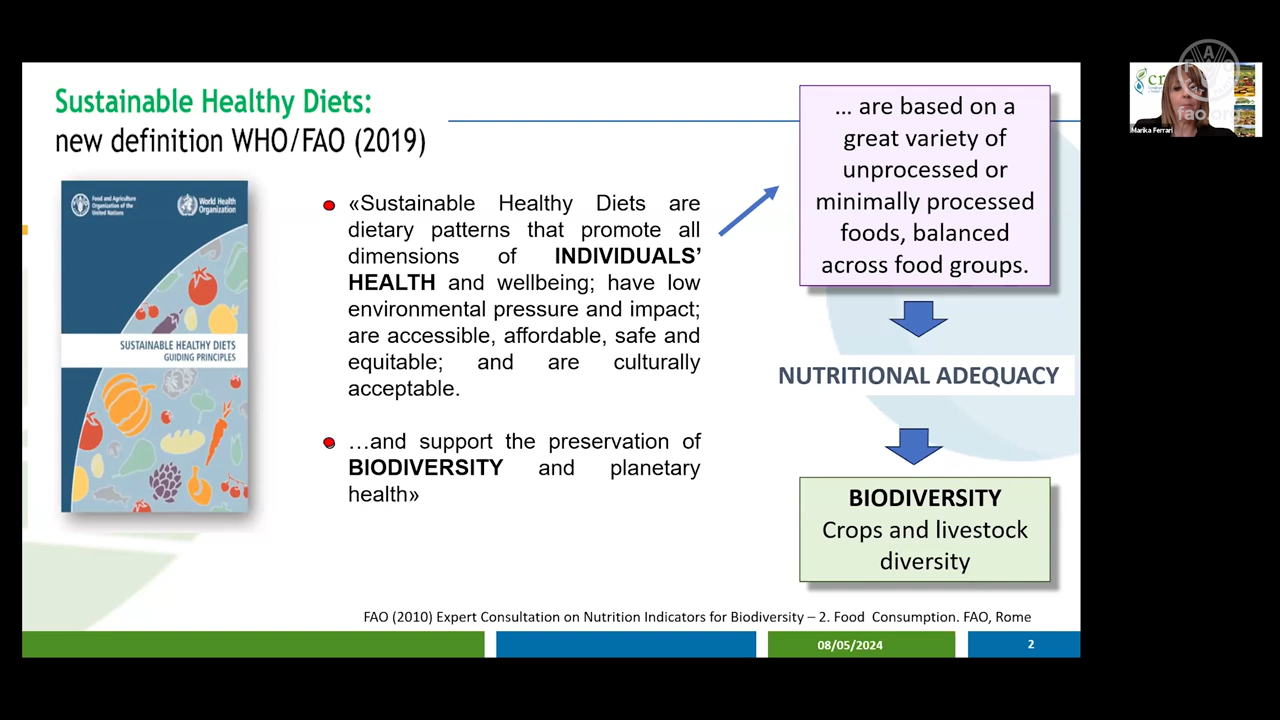 Sustainable Healthy Diets:
new definition WHO/FAO (2019)
Food and Agriculture
Organization of the
United Nations
World Health
Organization
SUSTAINABLE HEALTHY DIETS
GUIDING PRINCIPLES
«Sustainable Healthy Diets are
dietary patterns that promote all
dimensions of INDIVIDUALS’
HEALTH and wellbeing; have low
environmental pressure and impact;
are accessible, affordable, safe and
equitable; and are culturally
acceptable.
…and support the preservation of
BIODIVERSITY and planetary
health»
... are based on a
great variety of
unprocessed or
minimally processed
foods, balanced
across food groups.
NUTRITIONAL ADEQUACY
BIODIVERSITY
Crops and livestock
diversity
FAO (2010) Expert Consultation on Nutrition Indicators for Biodiversity – 2. Food Consumption. FAO, Rome
08/05/2024
2
fao.org
Marika Ferrari